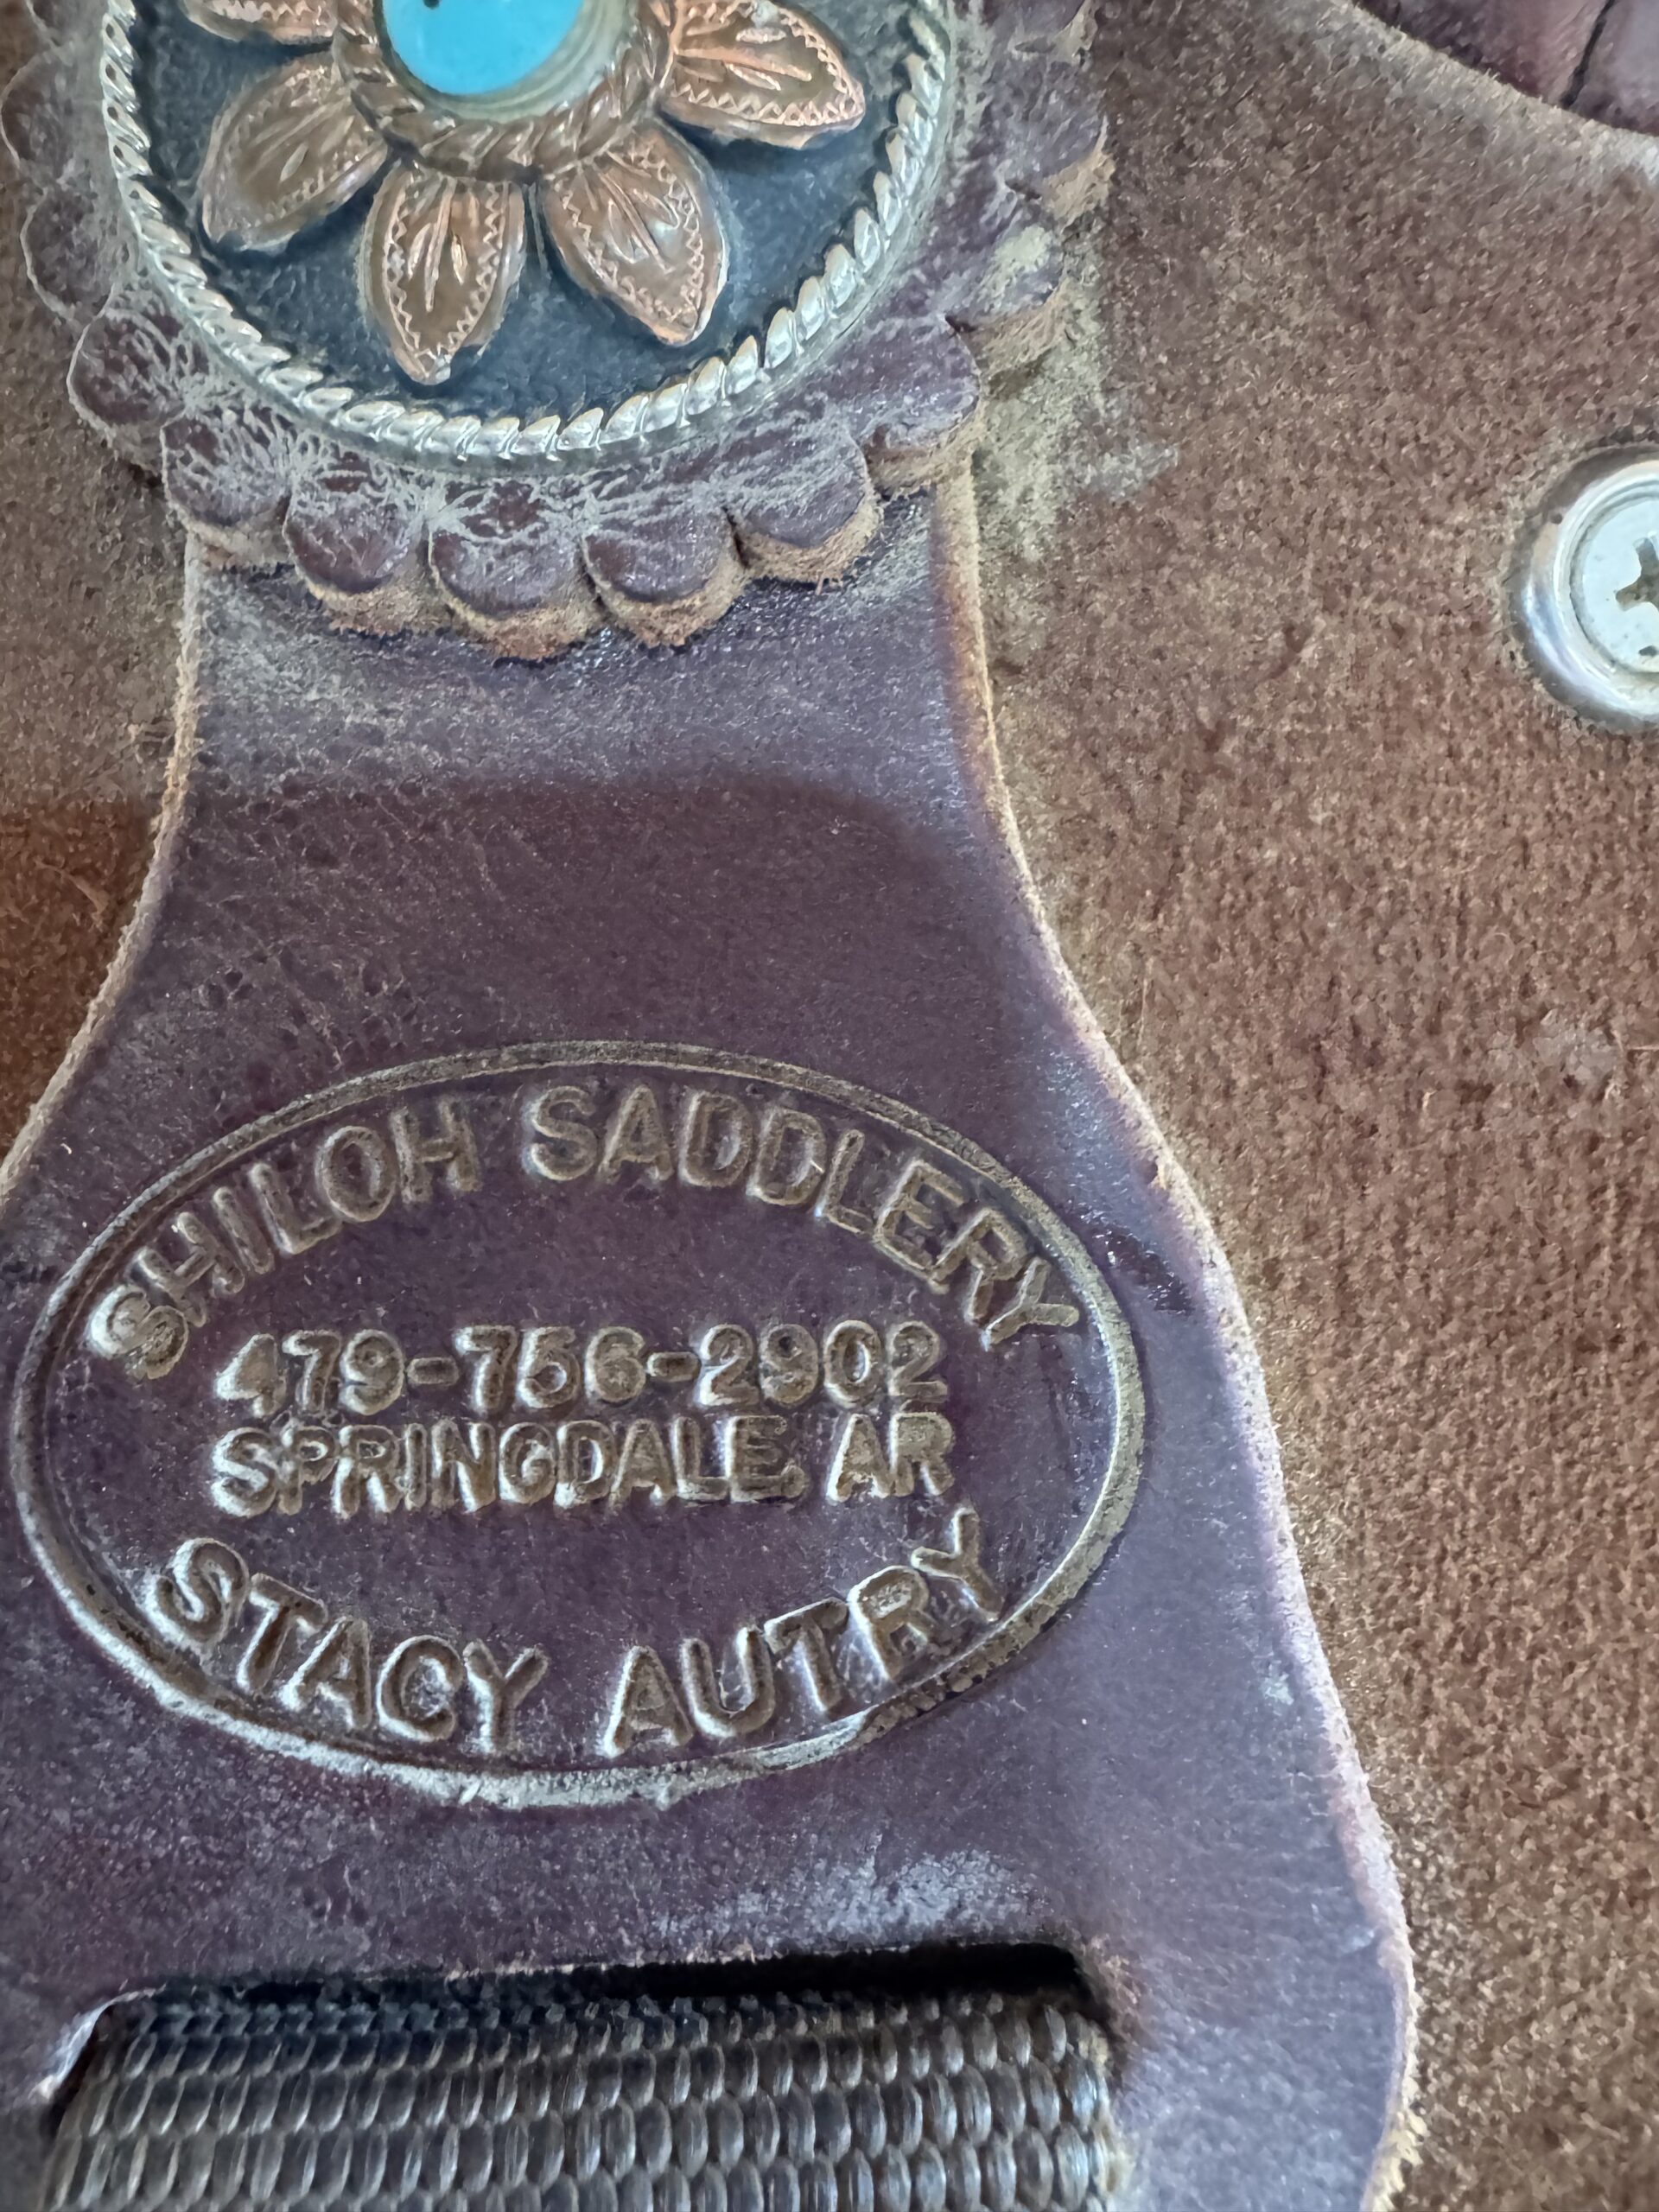 SHILOH SADDLERY
479-756-2902
SPRINGDALE. AR
STACY AUTRY